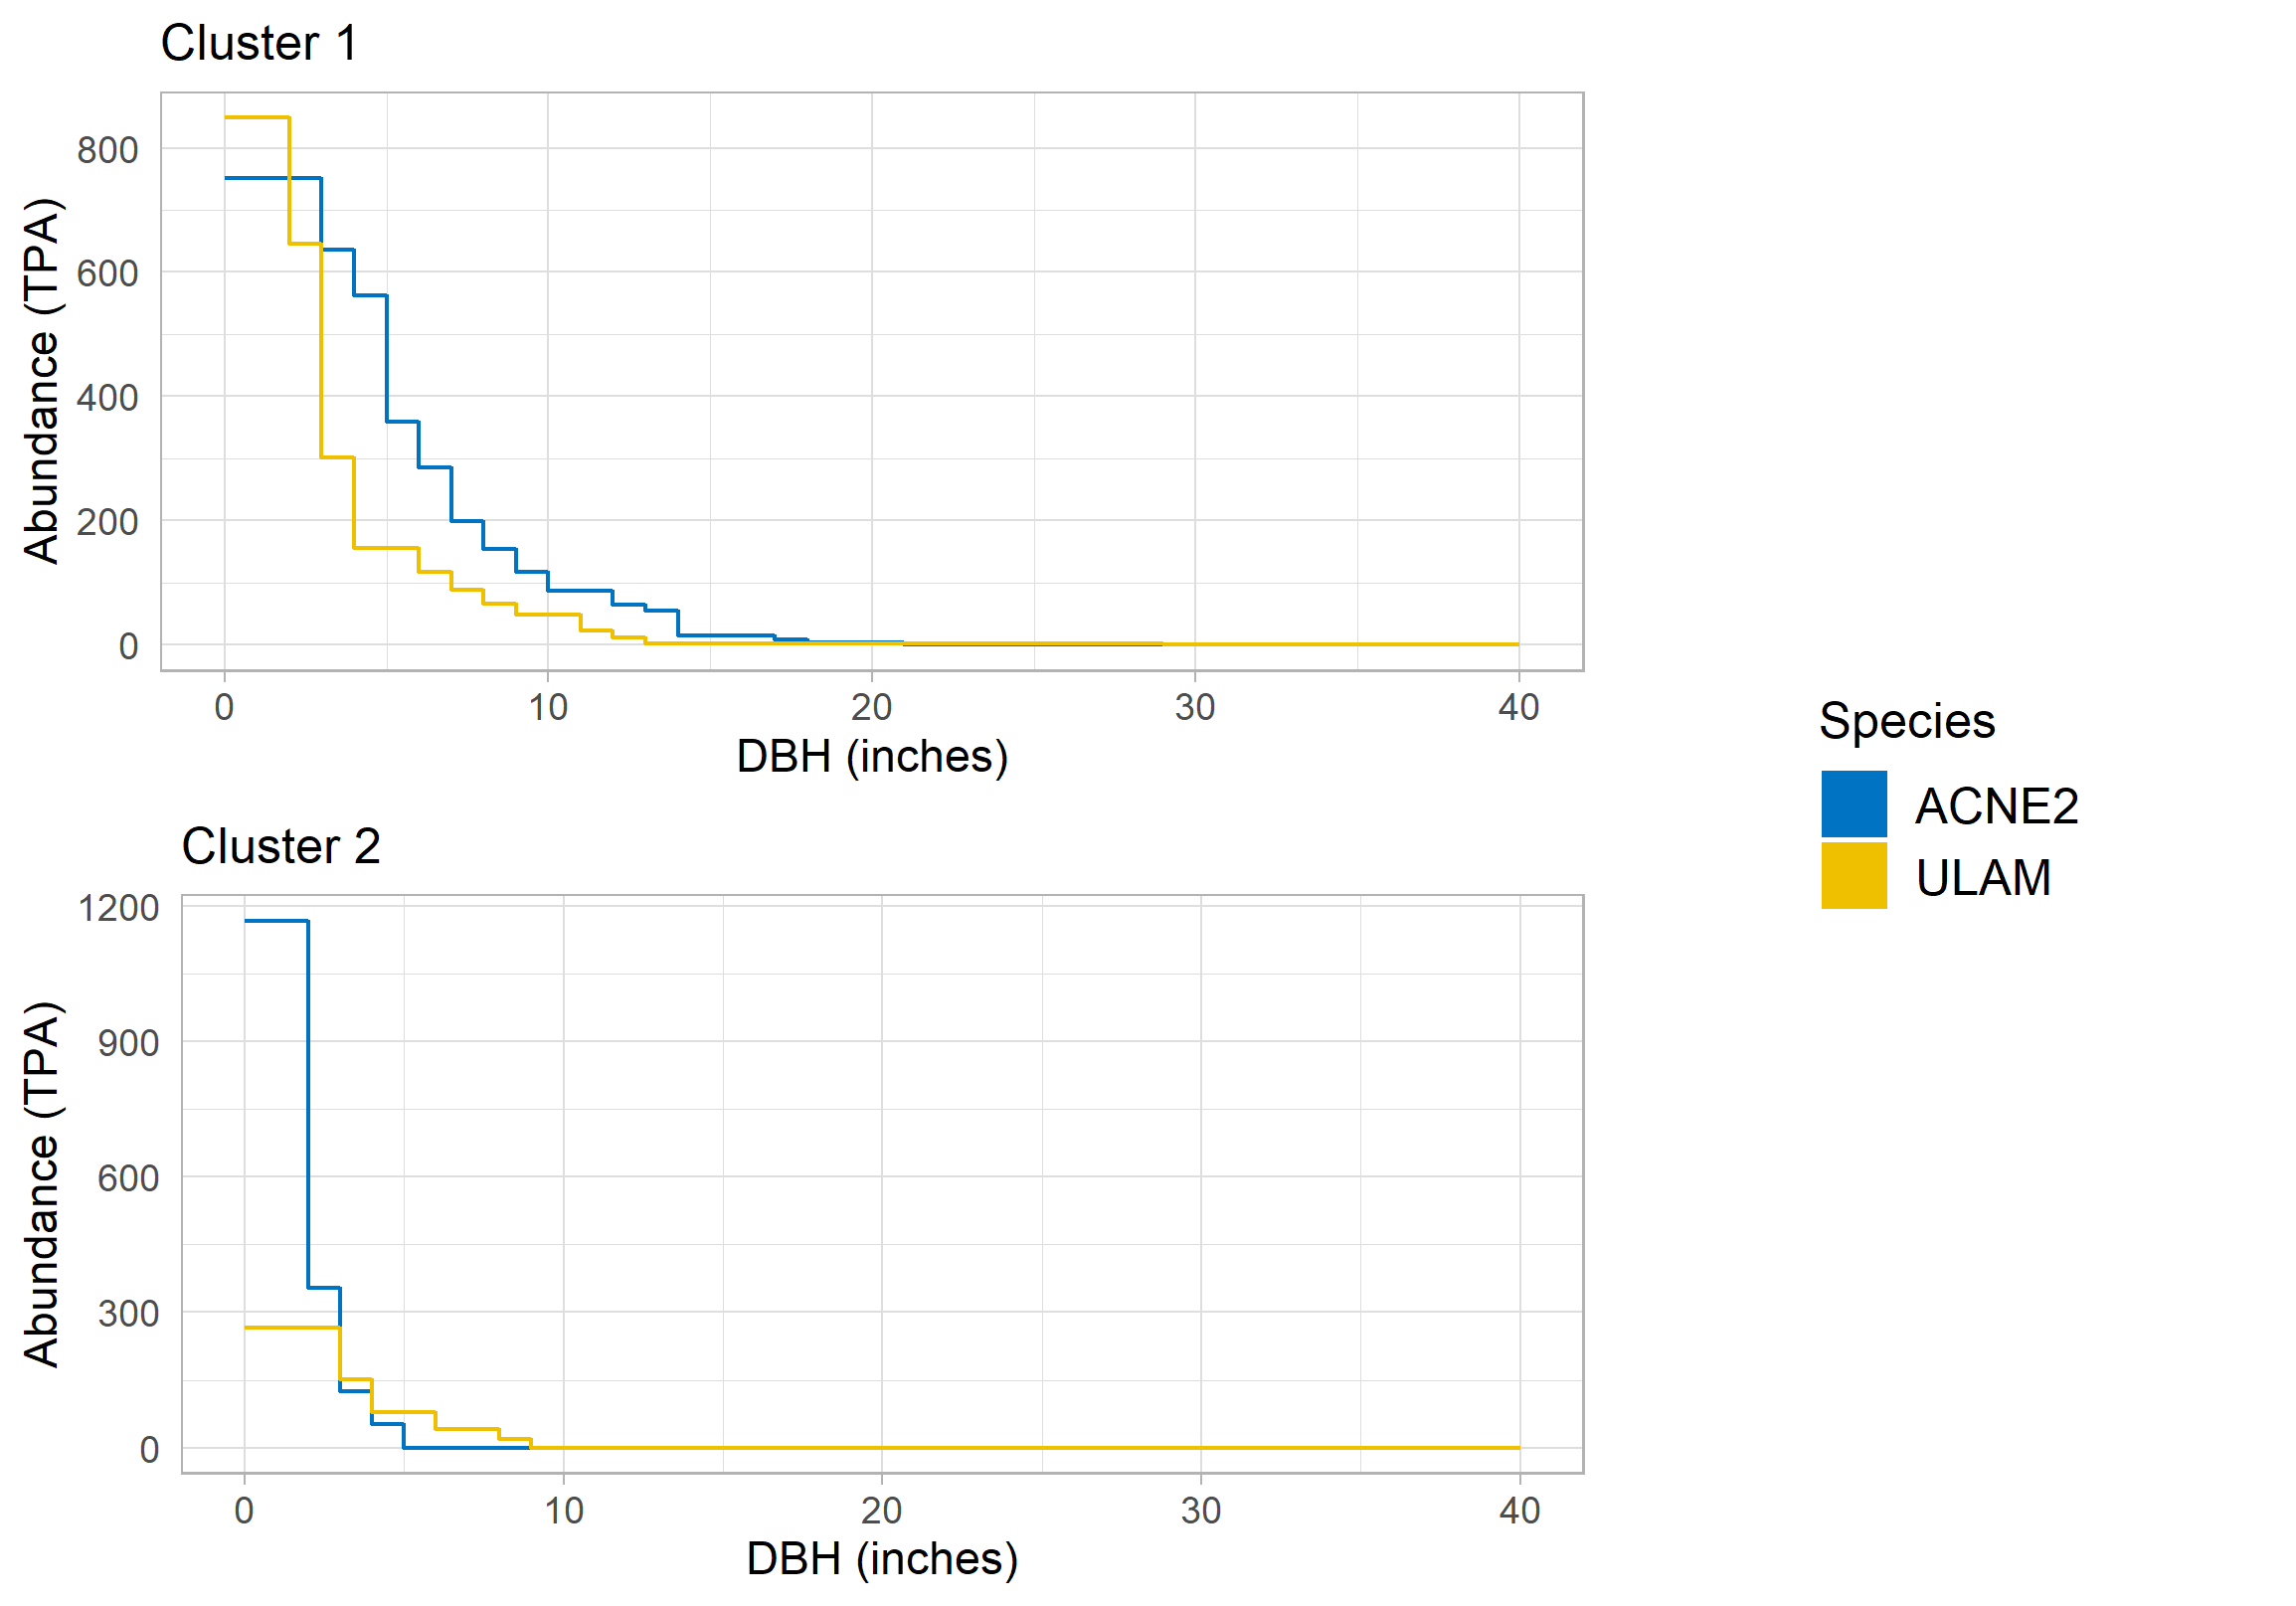 Cluster 1
Abundance (TPA)
800
600
400
200
0
0 10 20 30 40
DBH (inches)
Cluster 2
Abundance (TPA)
1200
900
600
300
0
0 10 20 30 40
DBH (inches)
Species
ACNE2
ULAM